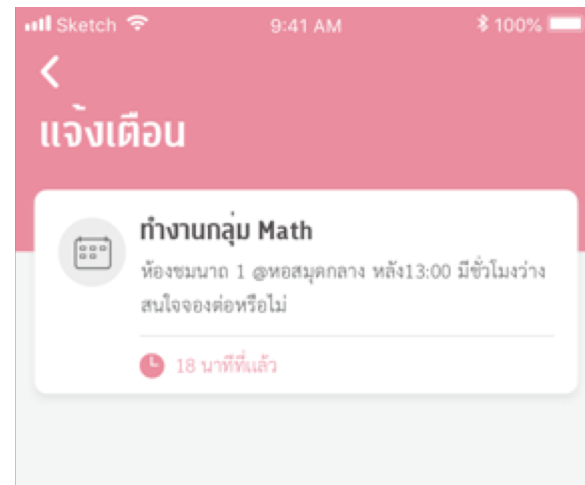 Sketch 9:41 AM 100%
แจ้งเตือน
ทำงานกลุ่ม Math
ห้องชมนาถ 1 @หอสมุดกลาง หลัง13:00 มีชั่วโมงว่าง
สนใจจองต่อหรือไม่
18 นาทีที่แล้ว